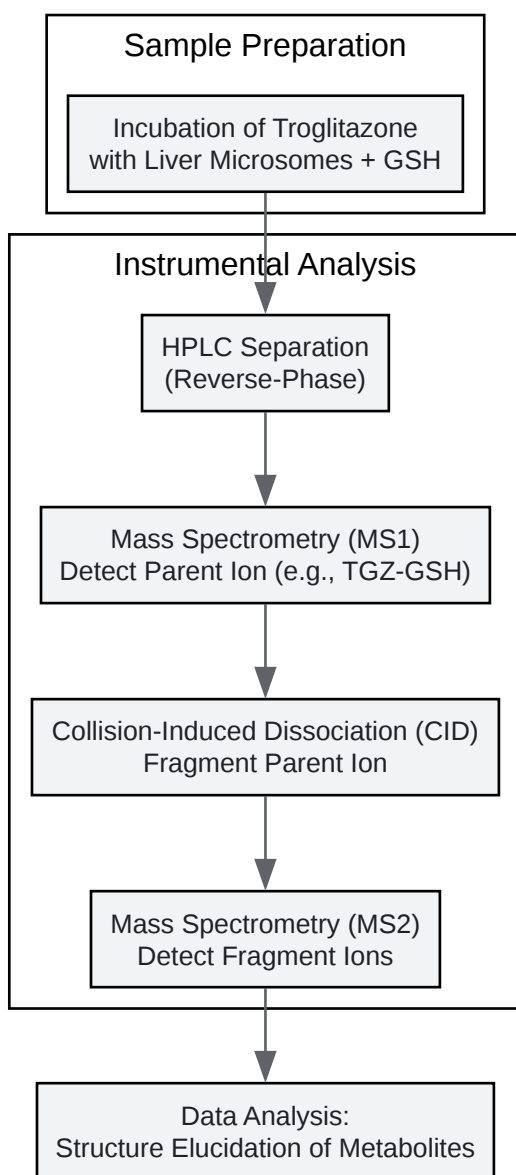 Sample Preparation
Incubation of Troglitazone
with Liver Microsomes + GSH
Instrumental Analysis
HPLC Separation
(Reverse-Phase)
Mass Spectrometry (MS1)
Detect Parent Ion (e.g., TGZ-GSH)
Collision-Induced Dissociation (CID)
Fragment Parent Ion
Mass Spectrometry (MS2)
Detect Fragment Ions
Data Analysis:
Structure Elucidation of Metabolites